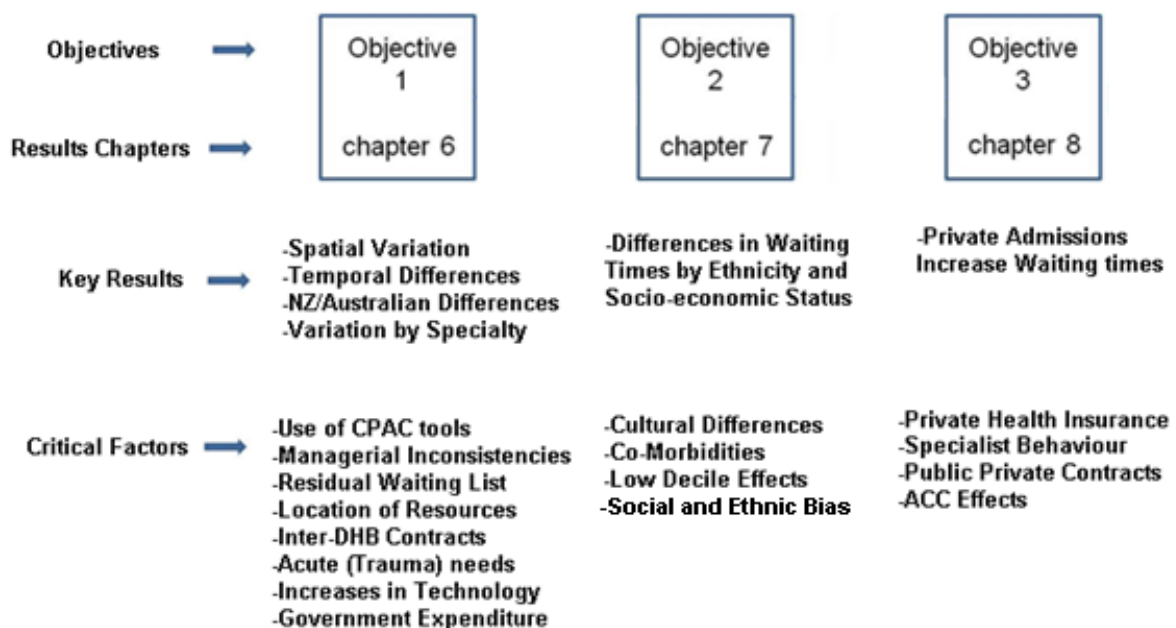 Objectives
Objective
1
Objective
2
Objective
3
Results Chapters
chapter 6
chapter 7
chapter 8
Key Results
-Spatial Variation
-Temporal Differences
-NZ/Australian Differences
-Variation by Specialty
-Differences in Waiting
Times by Ethnicity and
Socio-economic Status
-Private Admissions
Increase Waiting times
Critical Factors
-Use of CPAC tools
-Managerial Inconsistencies
-Residual Waiting List
-Location of Resources
-Inter-DHB Contracts
-Acute (Trauma) needs
-Increases in Technology
-Government Expenditure
-Cultural Differences
-Co-Morbidities
-Low Decile Effects
-Social and Ethnic Bias
-Private Health Insurance
-Specialist Behaviour
-Public Private Contracts
-ACC Effects